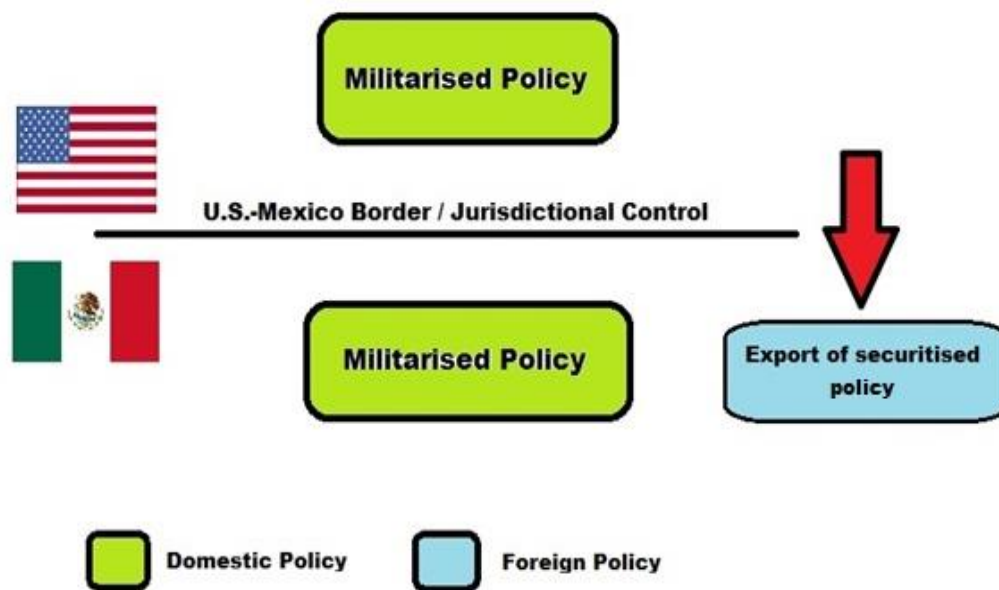 Militarised Policy
U.S.-Mexico Border / Jurisdictional Control
Militarised Policy
Export of securitised
policy
Domestic Policy
Foreign Policy